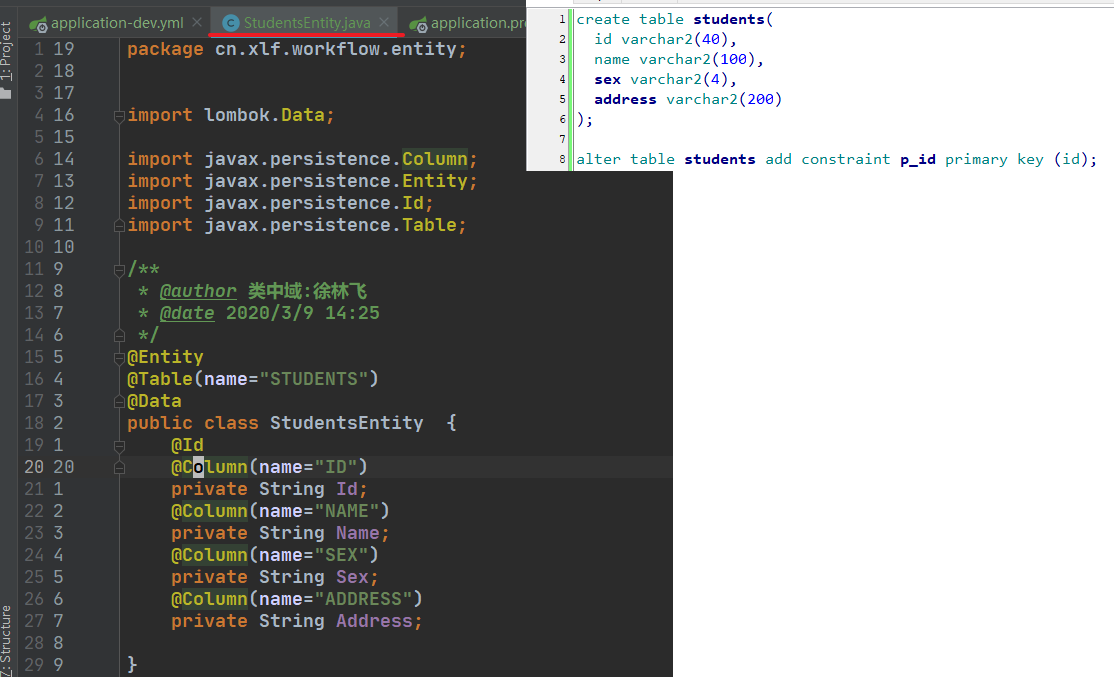 application-dev.yml
StudentsEntity.java
application.pr
1: Project
7: Structure
1 19 package cn.xlf.workflow.entity;
2 18
3 17
4 16 import lombok.Data;
5 15
6 14 import javax.persistence.Column;
7 13 import javax.persistence.Entity;
8 12 import javax.persistence.Id;
9 11 import javax.persistence.Table;
10 10
11 9 /**
12 8 * @author 类中域:徐林飞
13 7 * @date 2020/3/9 14:25
14 6 */
15 5 @Entity
16 4 @Table(name="STUDENTS")
17 3 @Data
18 2 public class StudentsEntity {
19 1 @Id
20 20 @Column(name="ID")
21 1 private String Id;
22 2 @Column(name="NAME")
23 3 private String Name;
24 4 @Column(name="SEX")
25 5 private String Sex;
26 6 @Column(name="ADDRESS")
27 7 private String Address;
28 8
29 9 }
1 create table students(
2 id varchar2(40),
3 name varchar2(100),
4 sex varchar2(4),
5 address varchar2(200)
6 );
7
8 alter table students add constraint p_id primary key (id);